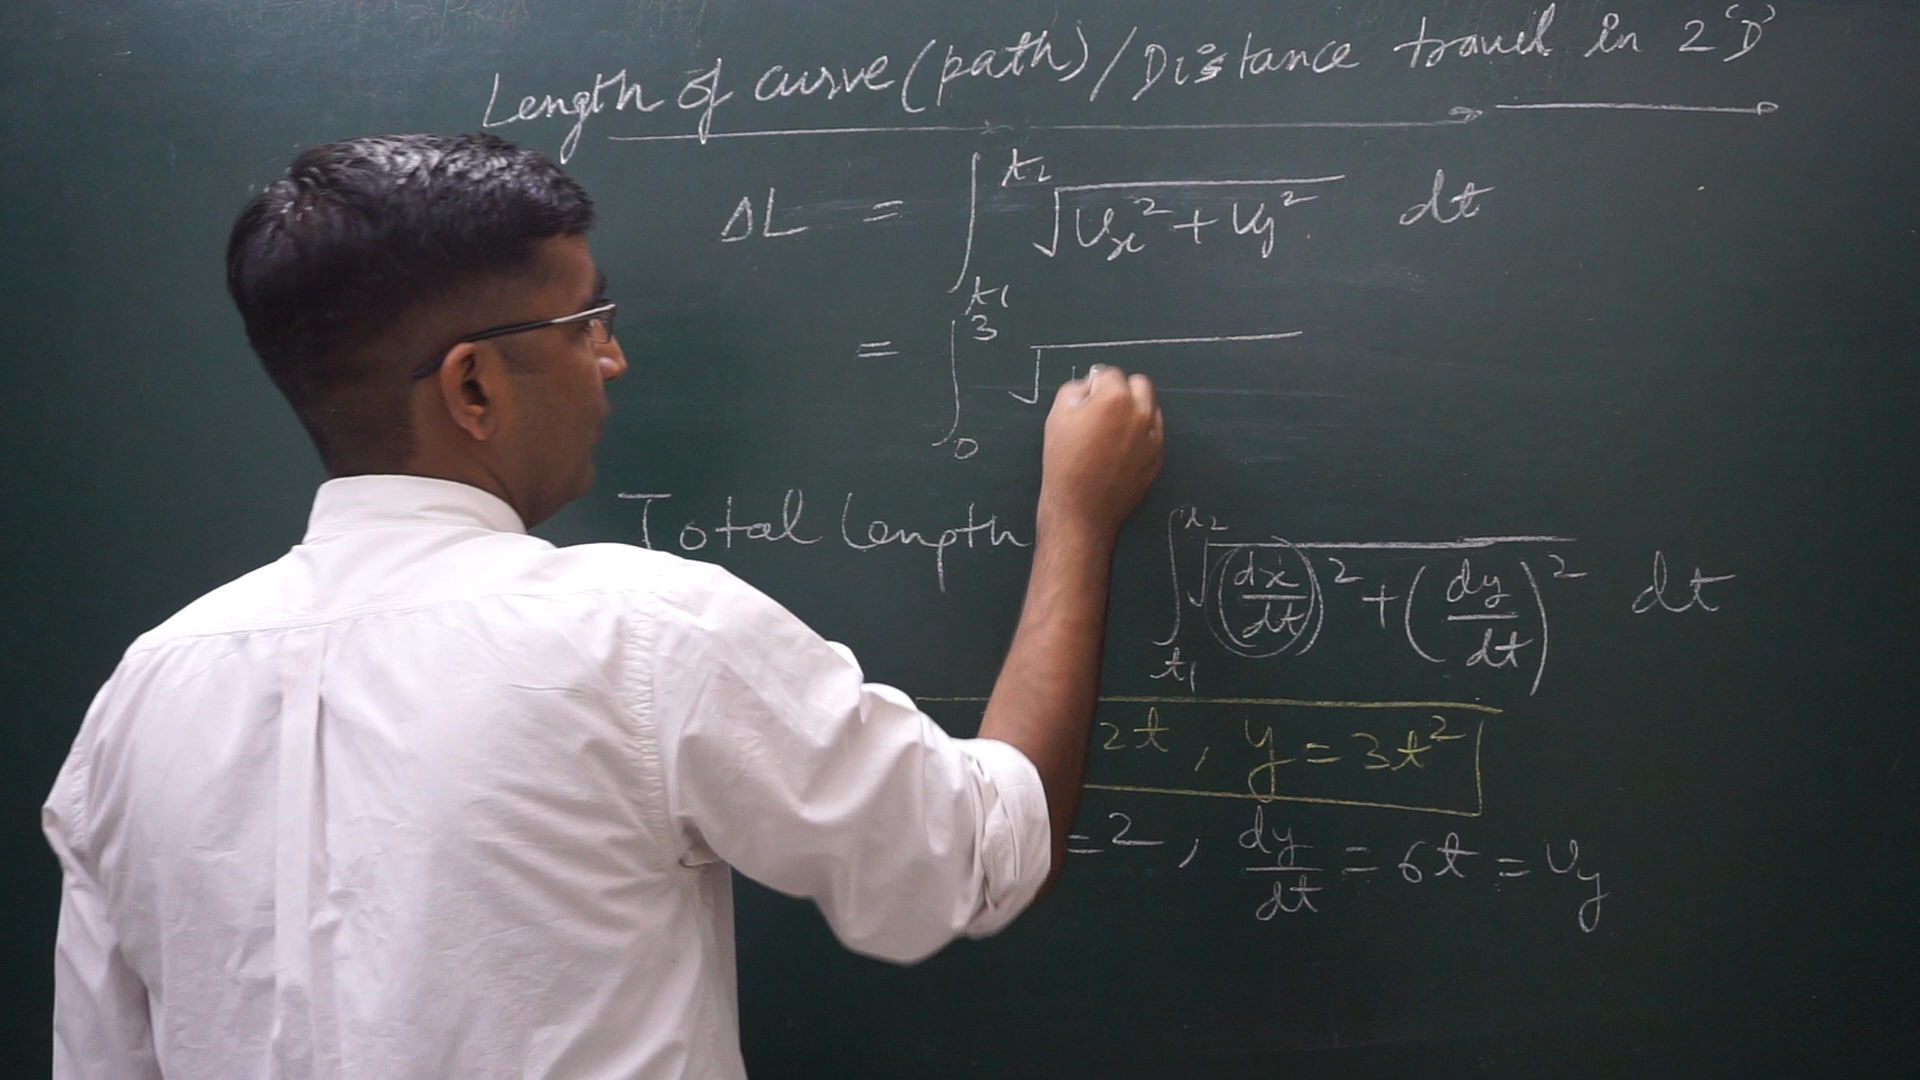 Length of curve (path) / Distance travel in 2 'D'
ΔL = ∫_{t1}^{t2} √(Vx² + Vy²) dt
= ∫_{0}^{3} √
Total length ∫_{t1}^{t2} √((dx/dt)² + (dy/dt)²) dt
2t, y = 3t²
= 2, dy/dt = 6t = Vy